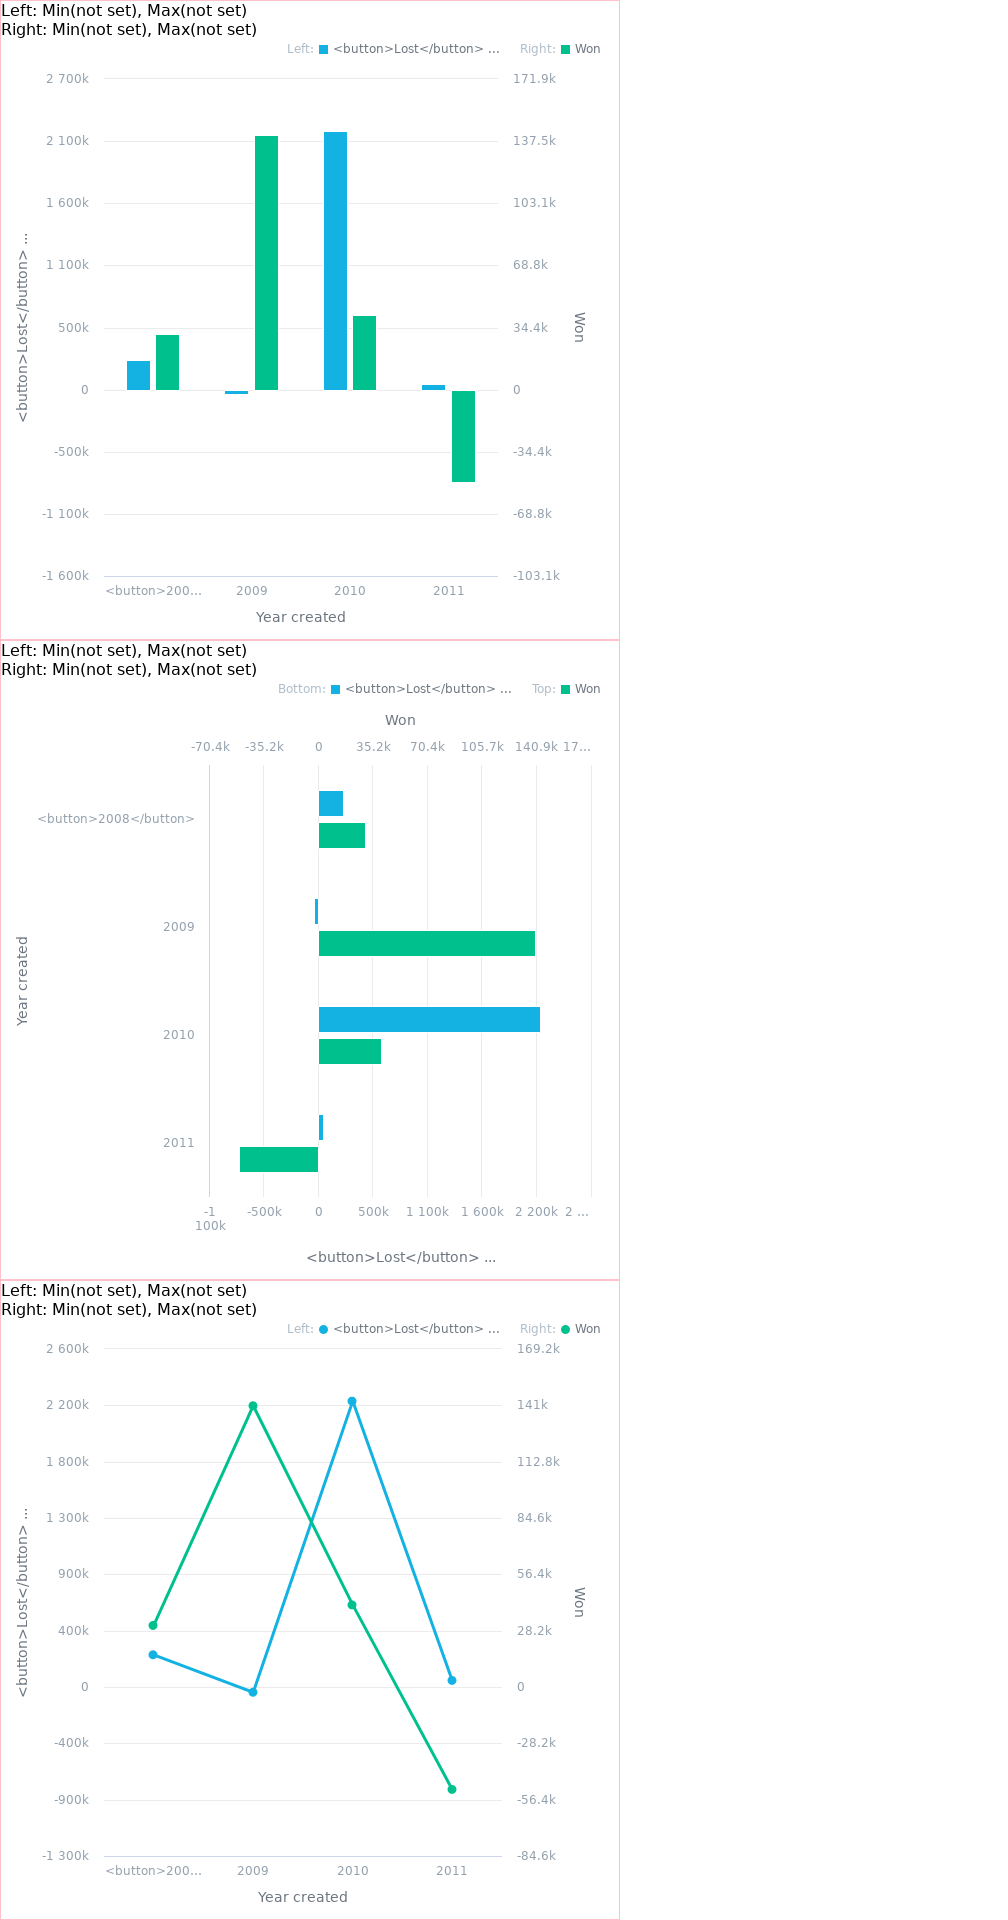 Left: Min(not set), Max(not set)
Right: Min(not set), Max(not set)
Left: <button>Lost</button> ... Right: Won
2 700k 171.9k
2 100k 137.5k
1 600k 103.1k
1 100k 68.8k
500k 34.4k
0 0
-500k -34.4k
-1 100k -68.8k
-1 600k -103.1k
<button>Lost</button> ...
Won
<button>200... 2009 2010 2011
Year created
Left: Min(not set), Max(not set)
Right: Min(not set), Max(not set)
Bottom: <button>Lost</button> ... Top: Won
Won
-70.4k -35.2k 0 35.2k 70.4k 105.7k 140.9k 17...
<button>2008</button>
2009
2010
2011
Year created
-1 100k -500k 0 500k 1 100k 1 600k 2 200k 2 ...
<button>Lost</button> ...
Left: Min(not set), Max(not set)
Right: Min(not set), Max(not set)
Left: <button>Lost</button> ... Right: Won
2 600k 169.2k
2 200k 141k
1 800k 112.8k
1 300k 84.6k
900k 56.4k
400k 28.2k
0 0
-400k -28.2k
-900k -56.4k
-1 300k -84.6k
<button>Lost</button> ...
Won
<button>200... 2009 2010 2011
Year created